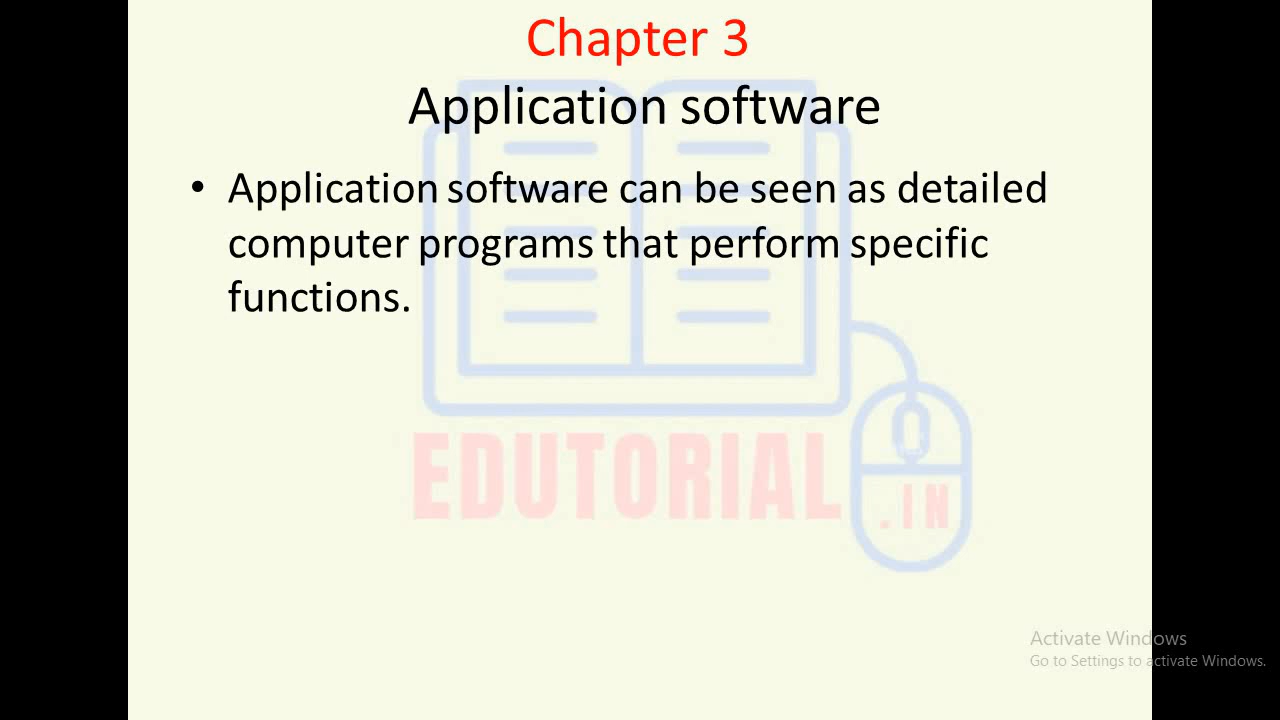 Chapter 3
Application software
• Application software can be seen as detailed
computer programs that perform specific
functions.
EDUTORIAL
.IN
Activate Windows
Go to Settings to activate Windows.